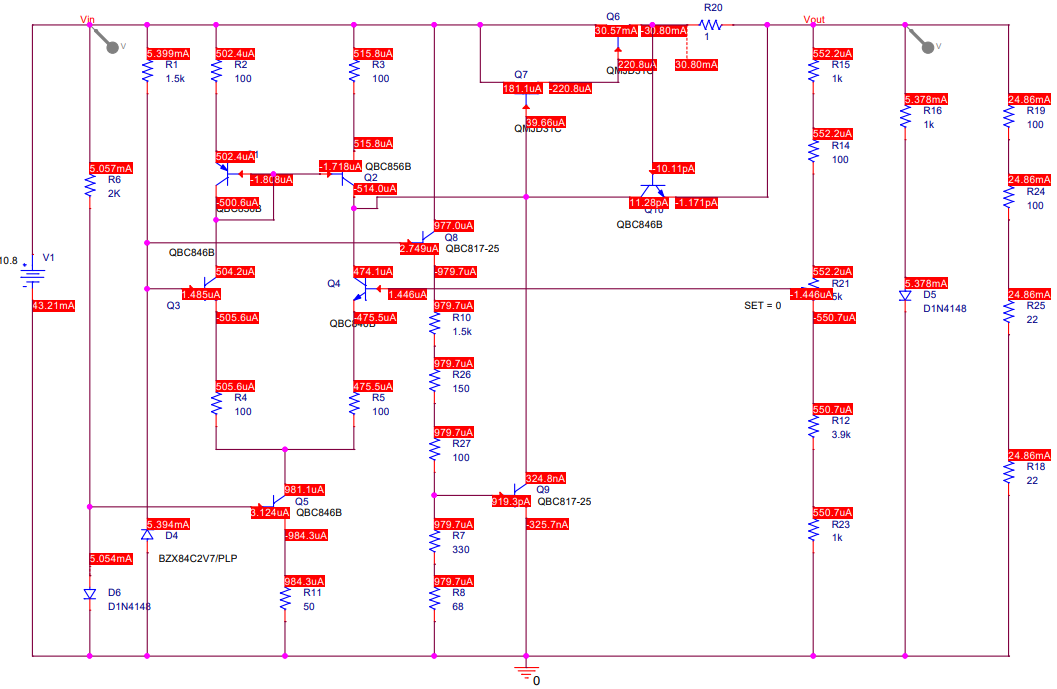 Vin
Q6
R20
Vout
30.57mA
-30.80mA
1
5.399mA
R1
1.5k
502.4uA
R2
100
515.8uA
R3
100
220.8uA
30.80mA
552.2uA
R15
1k
Q7
181.1uA
-220.8uA
39.66uA
5.378mA
R16
1k
24.86mA
R19
100
552.2uA
R14
100
515.8uA
502.4uA
-1.718uA
QBC856B
Q2
5.057mA
R6
2K
-514.0uA
-500.6uA
-10.11pA
11.28pA
-1.171pA
QBC846B
24.86mA
R24
100
977.0uA
Q8
2.749uA
QBC817-25
QBC846B
10.8
V1
504.2uA
474.1uA
-979.7uA
552.2uA
R21
5k
-1.446uA
1.485uA
Q3
Q4
1.446uA
SET = 0
5.378mA
D5
D1N4148
24.86mA
R25
22
43.21mA
-505.6uA
-475.5uA
979.7uA
R10
1.5k
-550.7uA
979.7uA
R26
150
505.6uA
R4
100
475.5uA
R5
100
550.7uA
R12
3.9k
979.7uA
R27
100
24.86mA
R18
22
981.1uA
Q5
QBC846B
3.124uA
324.8nA
Q9
919.3pA
QBC817-25
-325.7nA
550.7uA
R23
1k
5.394mA
D4
BZX84C2V7/PLP
-984.3uA
979.7uA
R7
330
5.054mA
D6
D1N4148
984.3uA
R11
50
979.7uA
R8
68
0